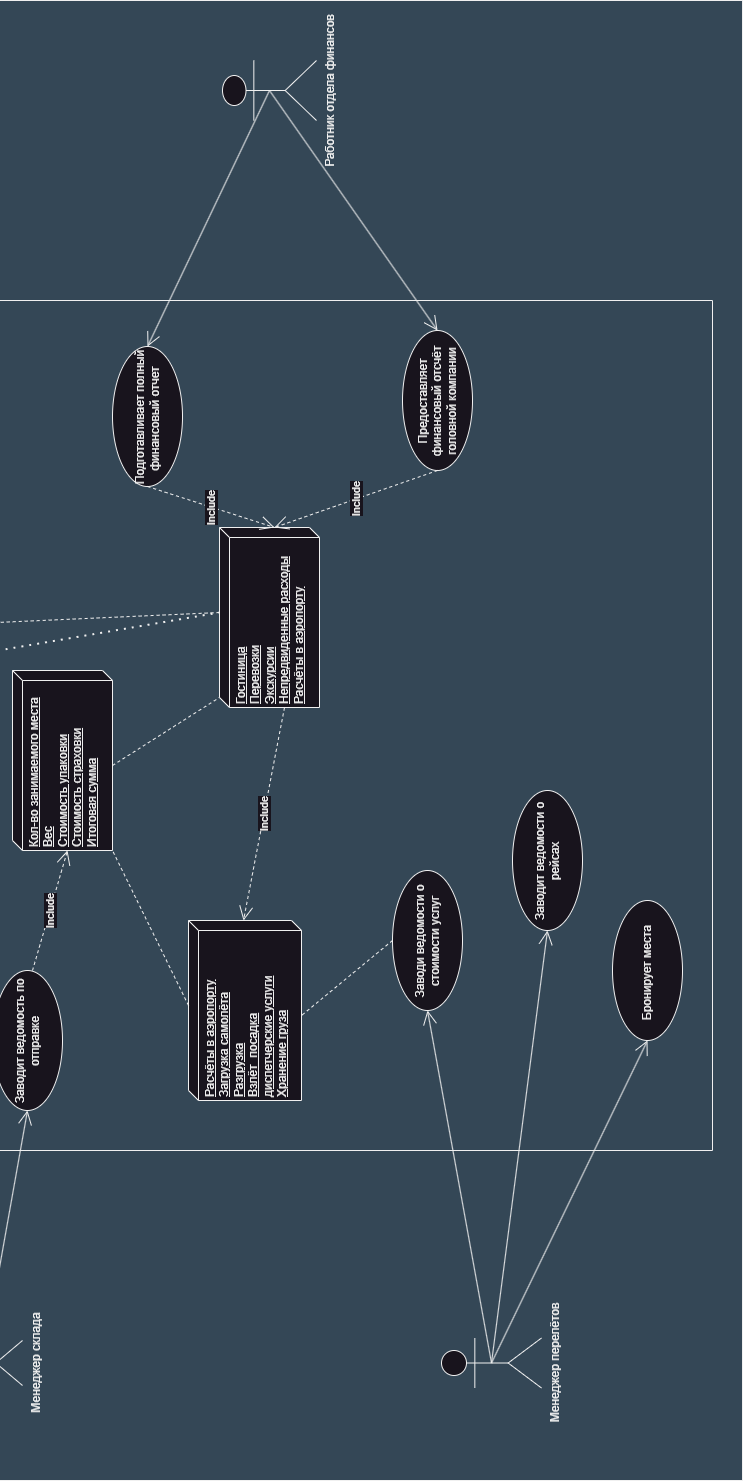 Менеджер склада
Заводит ведомость по
отправке
Include
Кол-во занимаемого места
Вес
Стоимость упаковки
Стоимость страховки
Итоговая сумма
Подготавливает полный
финансовый отчет
Include
Расчёты в аэропорту
Загрузка самолёта
Разгрузка
Взлёт посадка
диспетчерские услуги
Хранение груза
Include
Гостиница
Перевозки
Экскурсии
Непредвиденные расходы
Расчёты в аэропорту
Include
Работник отдела финансов
Заводи ведомости о
стоимости услуг
Предоставляет
финансовый отсчёт
головной компании
Заводит ведомости о
рейсах
Менеджер перелётов
Бронирует места